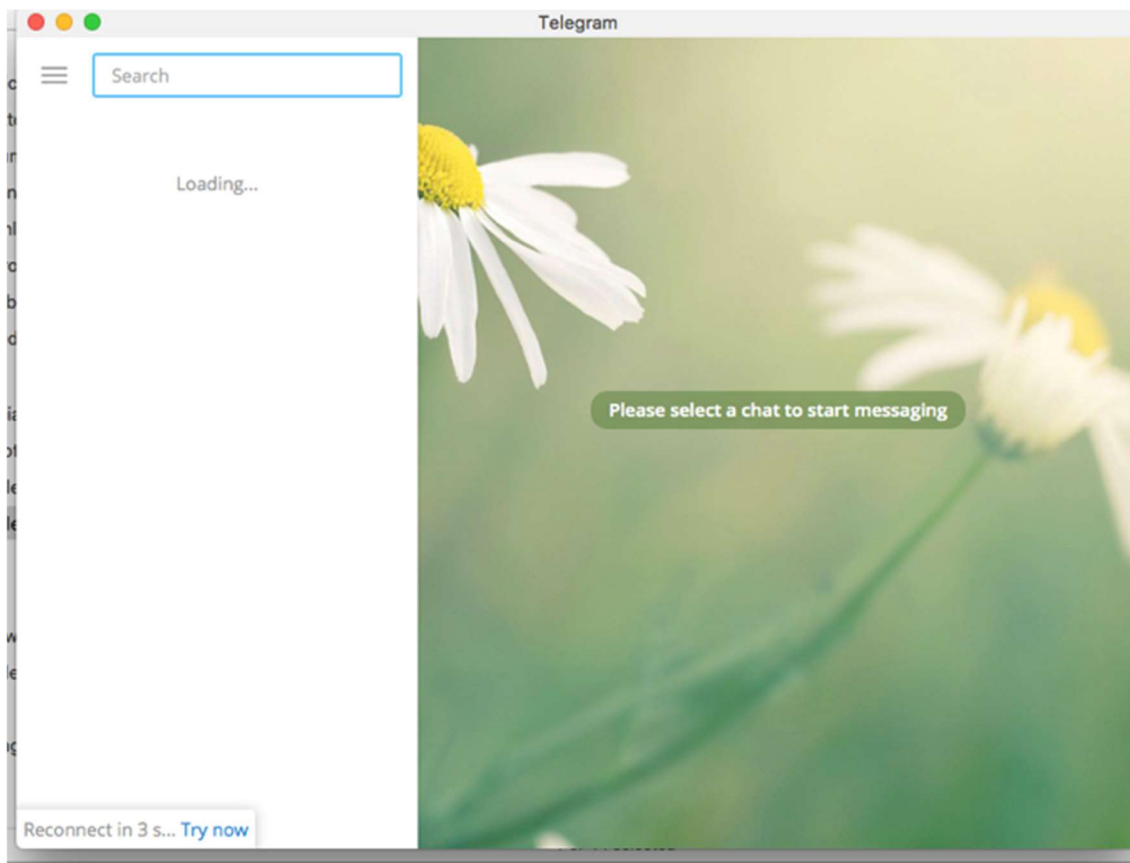 Telegram
Search
Loading...
Please select a chat to start messaging
Reconnect in 3 s... Try now